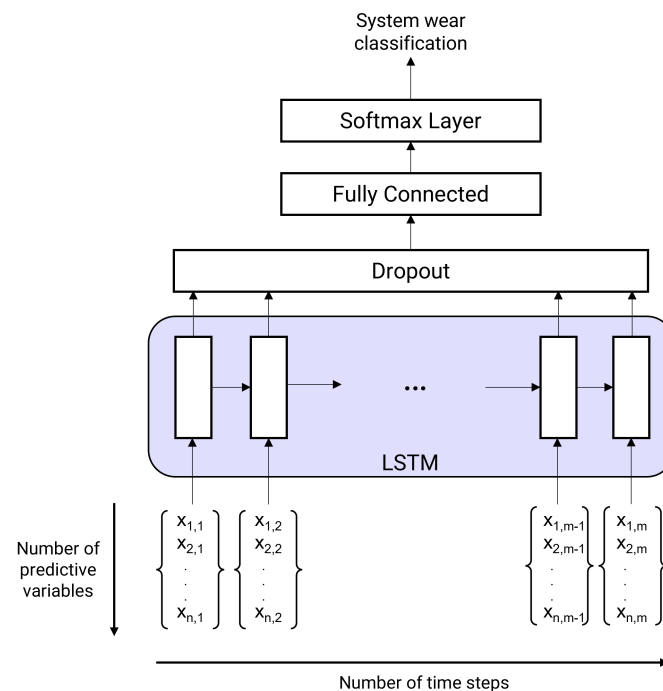 System wear
classification
Softmax Layer
Fully Connected
Dropout
...
LSTM
x1,1 x1,2 x1,m-1 x1,m
x2,1 x2,2 x2,m-1 x2,m
. . . .
. . . .
xn,1 xn,2 xn,m-1 xn,m
Number of
predictive
variables
Number of time steps